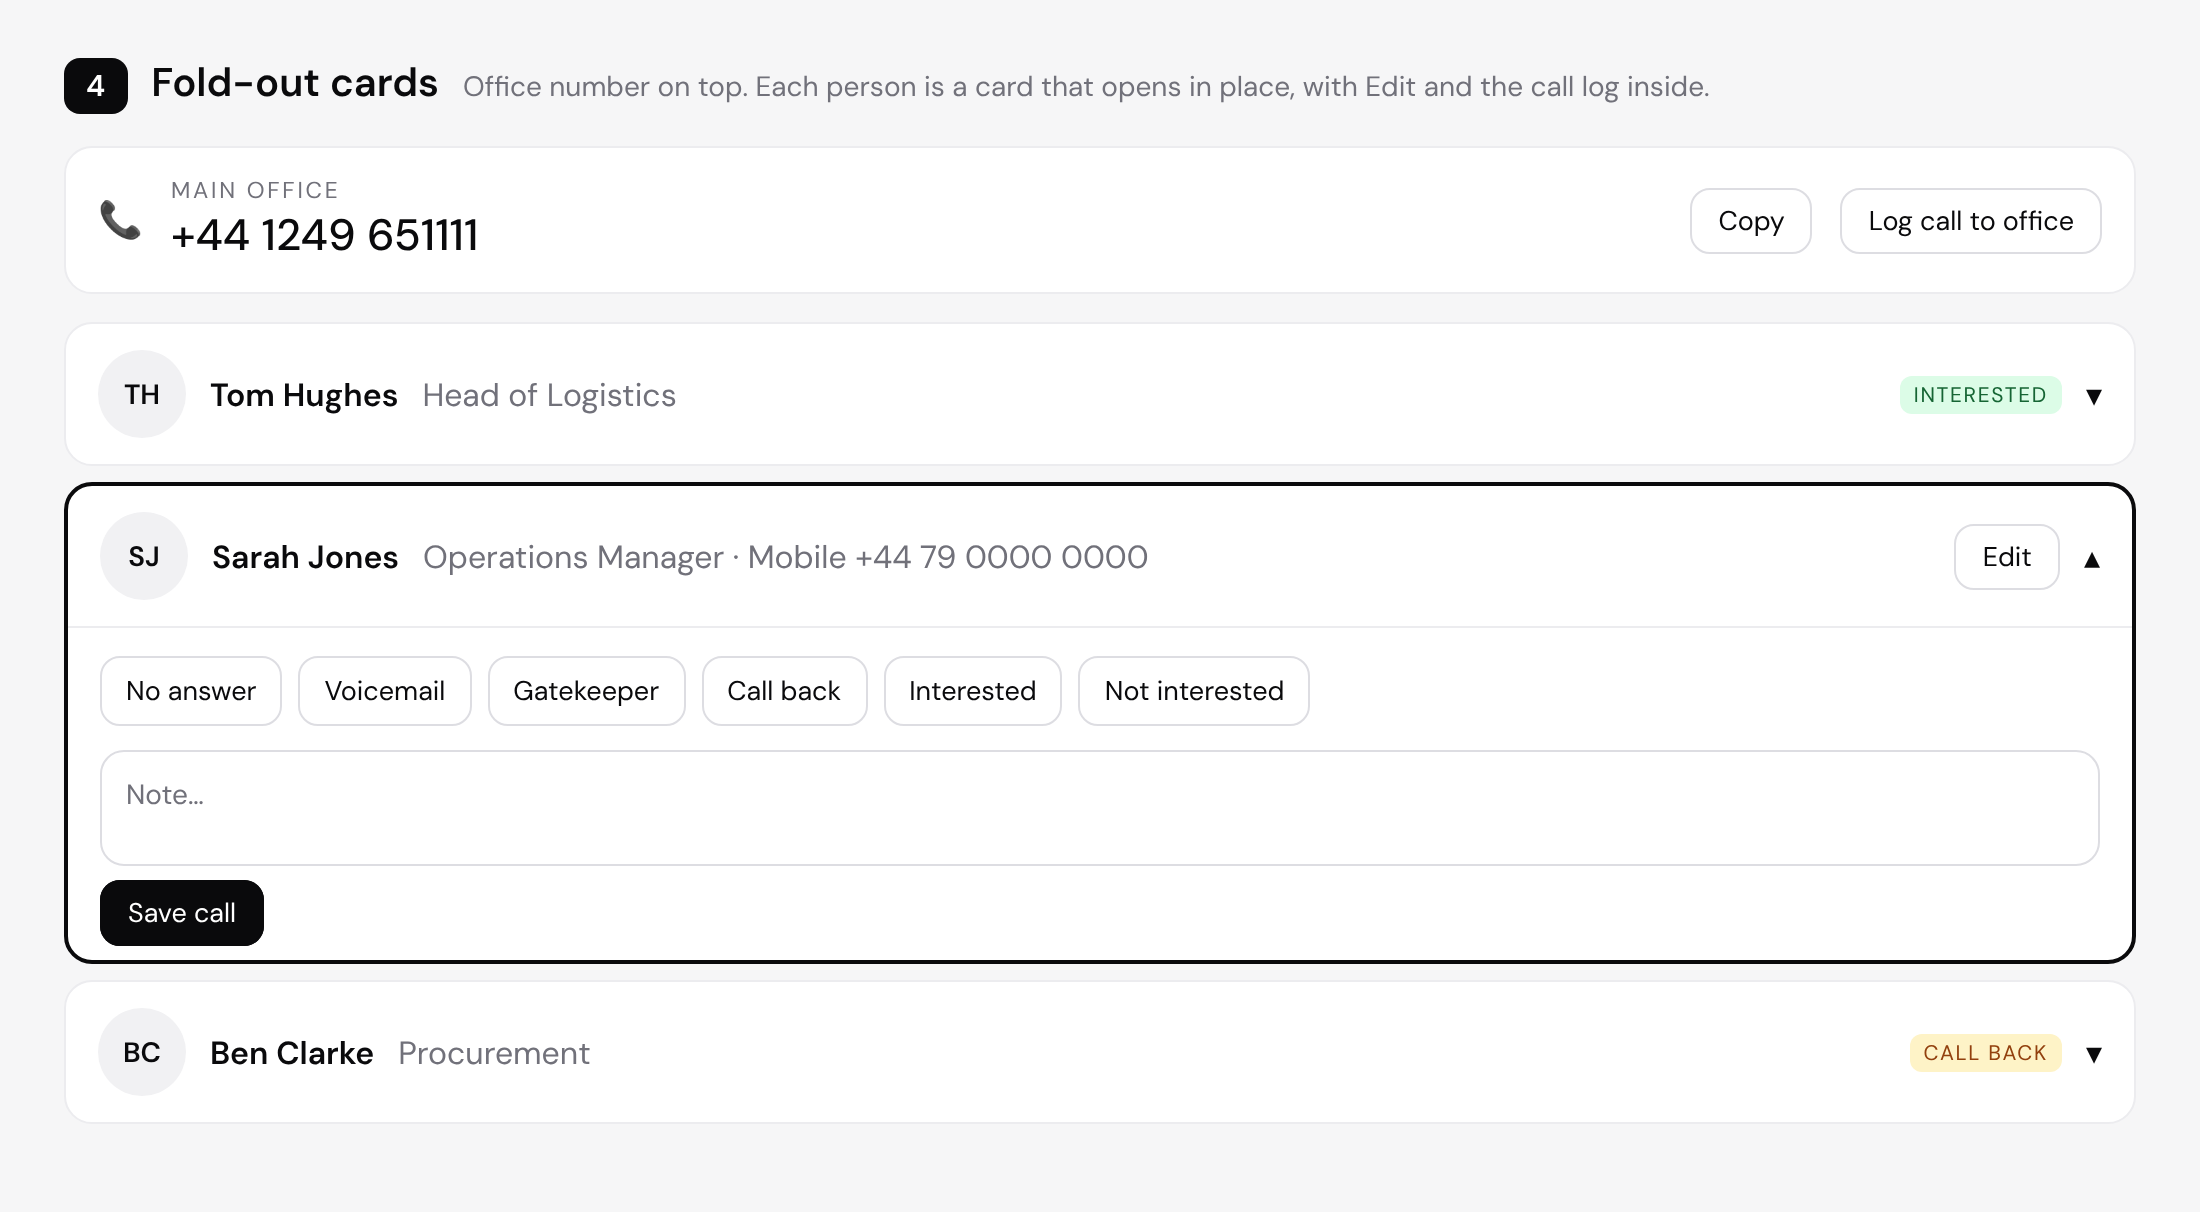 4 Fold-out cards Office number on top. Each person is a card that opens in place, with Edit and the call log inside.
MAIN OFFICE
+44 1249 651111
Copy Log call to office
TH Tom Hughes Head of Logistics INTERESTED ▼
SJ Sarah Jones Operations Manager · Mobile +44 79 0000 0000 Edit ▲
No answer Voicemail Gatekeeper Call back Interested Not interested
Note...
Save call
BC Ben Clarke Procurement CALL BACK ▼